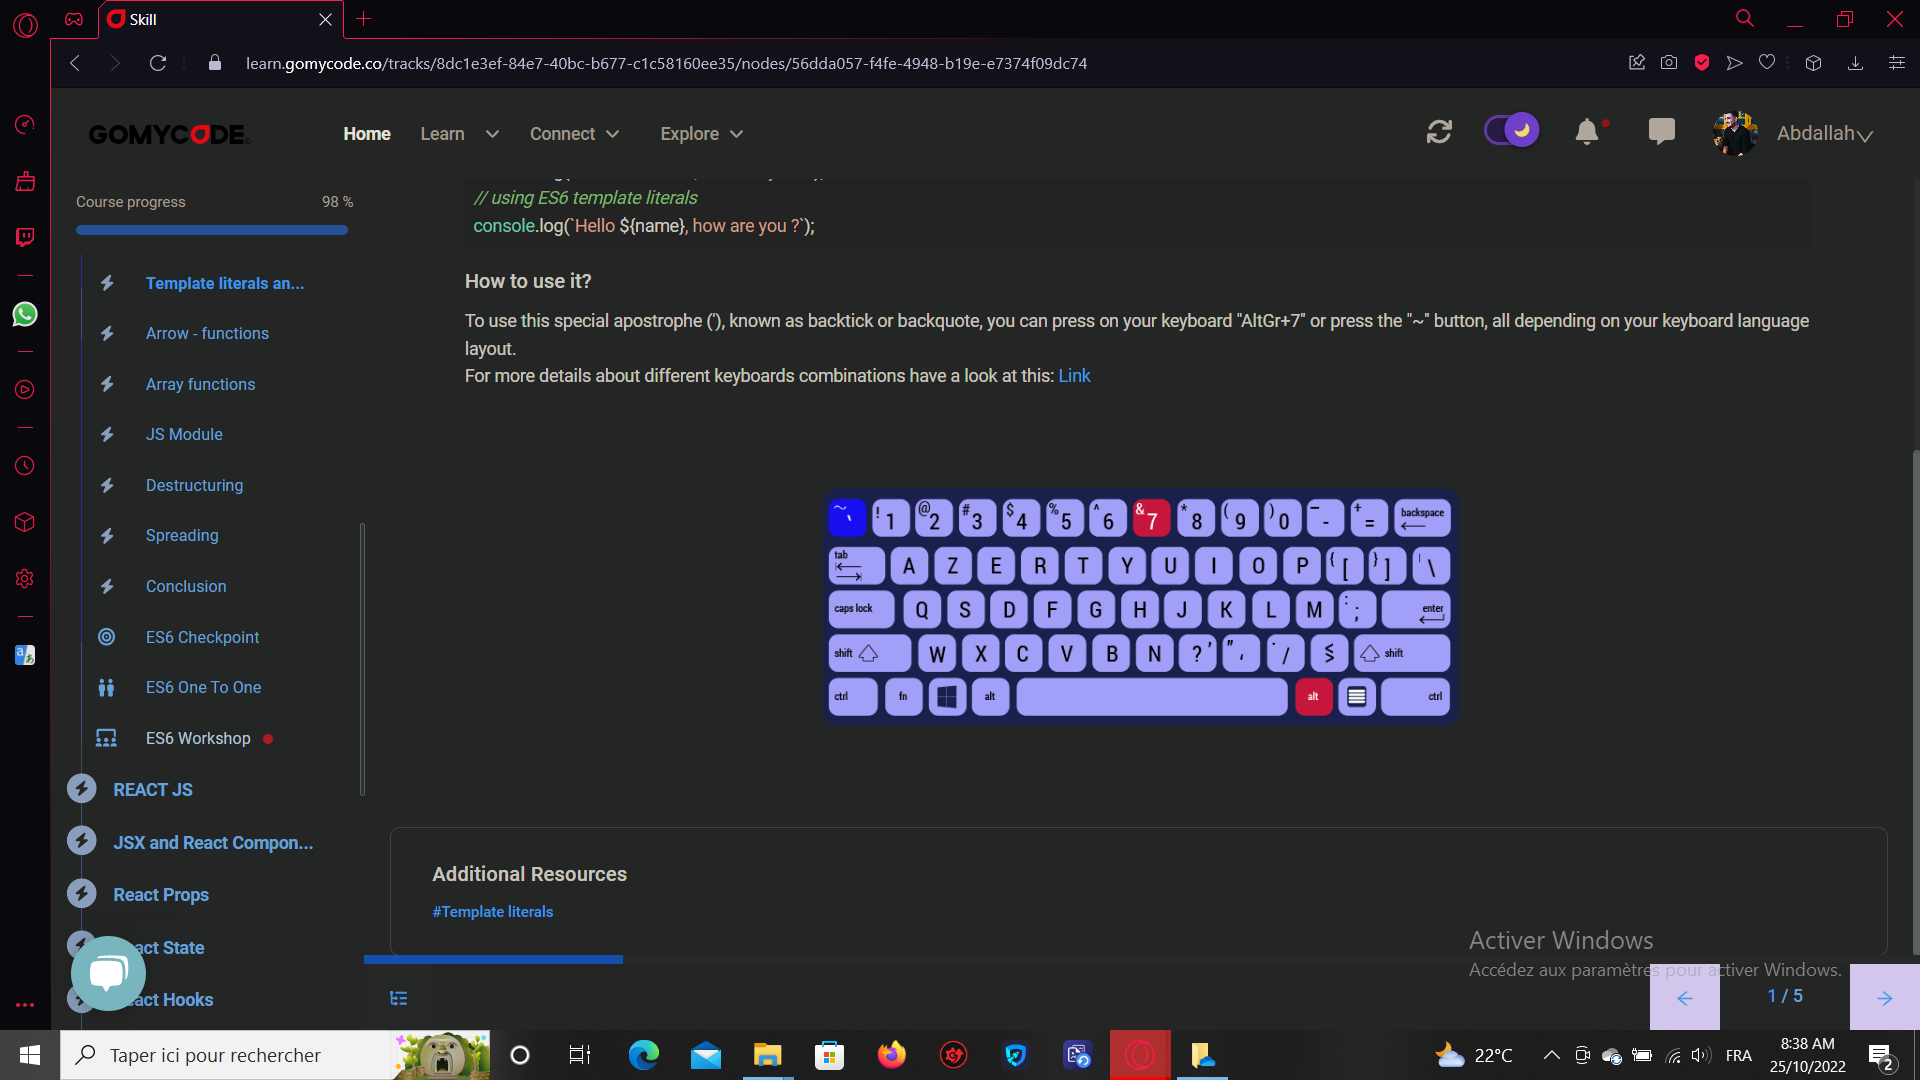 Skill
learn.gomycode.co/tracks/8dc1e3ef-84e7-40bc-b677-c1c58160ee35/nodes/56dda057-f4fe-4948-b19e-e7374f09dc74
GOMYCODE
Home Learn Connect Explore
Abdallah
Course progress 98 %
Template literals an...
Arrow - functions
Array functions
JS Module
Destructuring
Spreading
Conclusion
ES6 Checkpoint
ES6 One To One
ES6 Workshop
REACT JS
JSX and React Compon...
React Props
act State
act Hooks
// using ES6 template literals
console.log(`Hello ${name}, how are you ?`);
How to use it?
To use this special apostrophe ('), known as backtick or backquote, you can press on your keyboard "AltGr+7" or press the "~" button, all depending on your keyboard language
layout.
For more details about different keyboards combinations have a look at this: Link
~ ` ! 1 @ 2 # 3 $ 4 % 5 ^ 6 & 7 * 8 ( 9 ) 0 - - + = backspace
tab A Z E R T Y U I O P { [ } ] | \
caps lock Q S D F G H J K L M : ; enter
shift W X C V B N ? ' " , . / shift
ctrl fn alt alt ctrl
Additional Resources
#Template literals
Activer Windows
Accédez aux paramètres pour activer Windows.
1 / 5
Taper ici pour rechercher
22°C
FRA
8:38 AM
25/10/2022
2